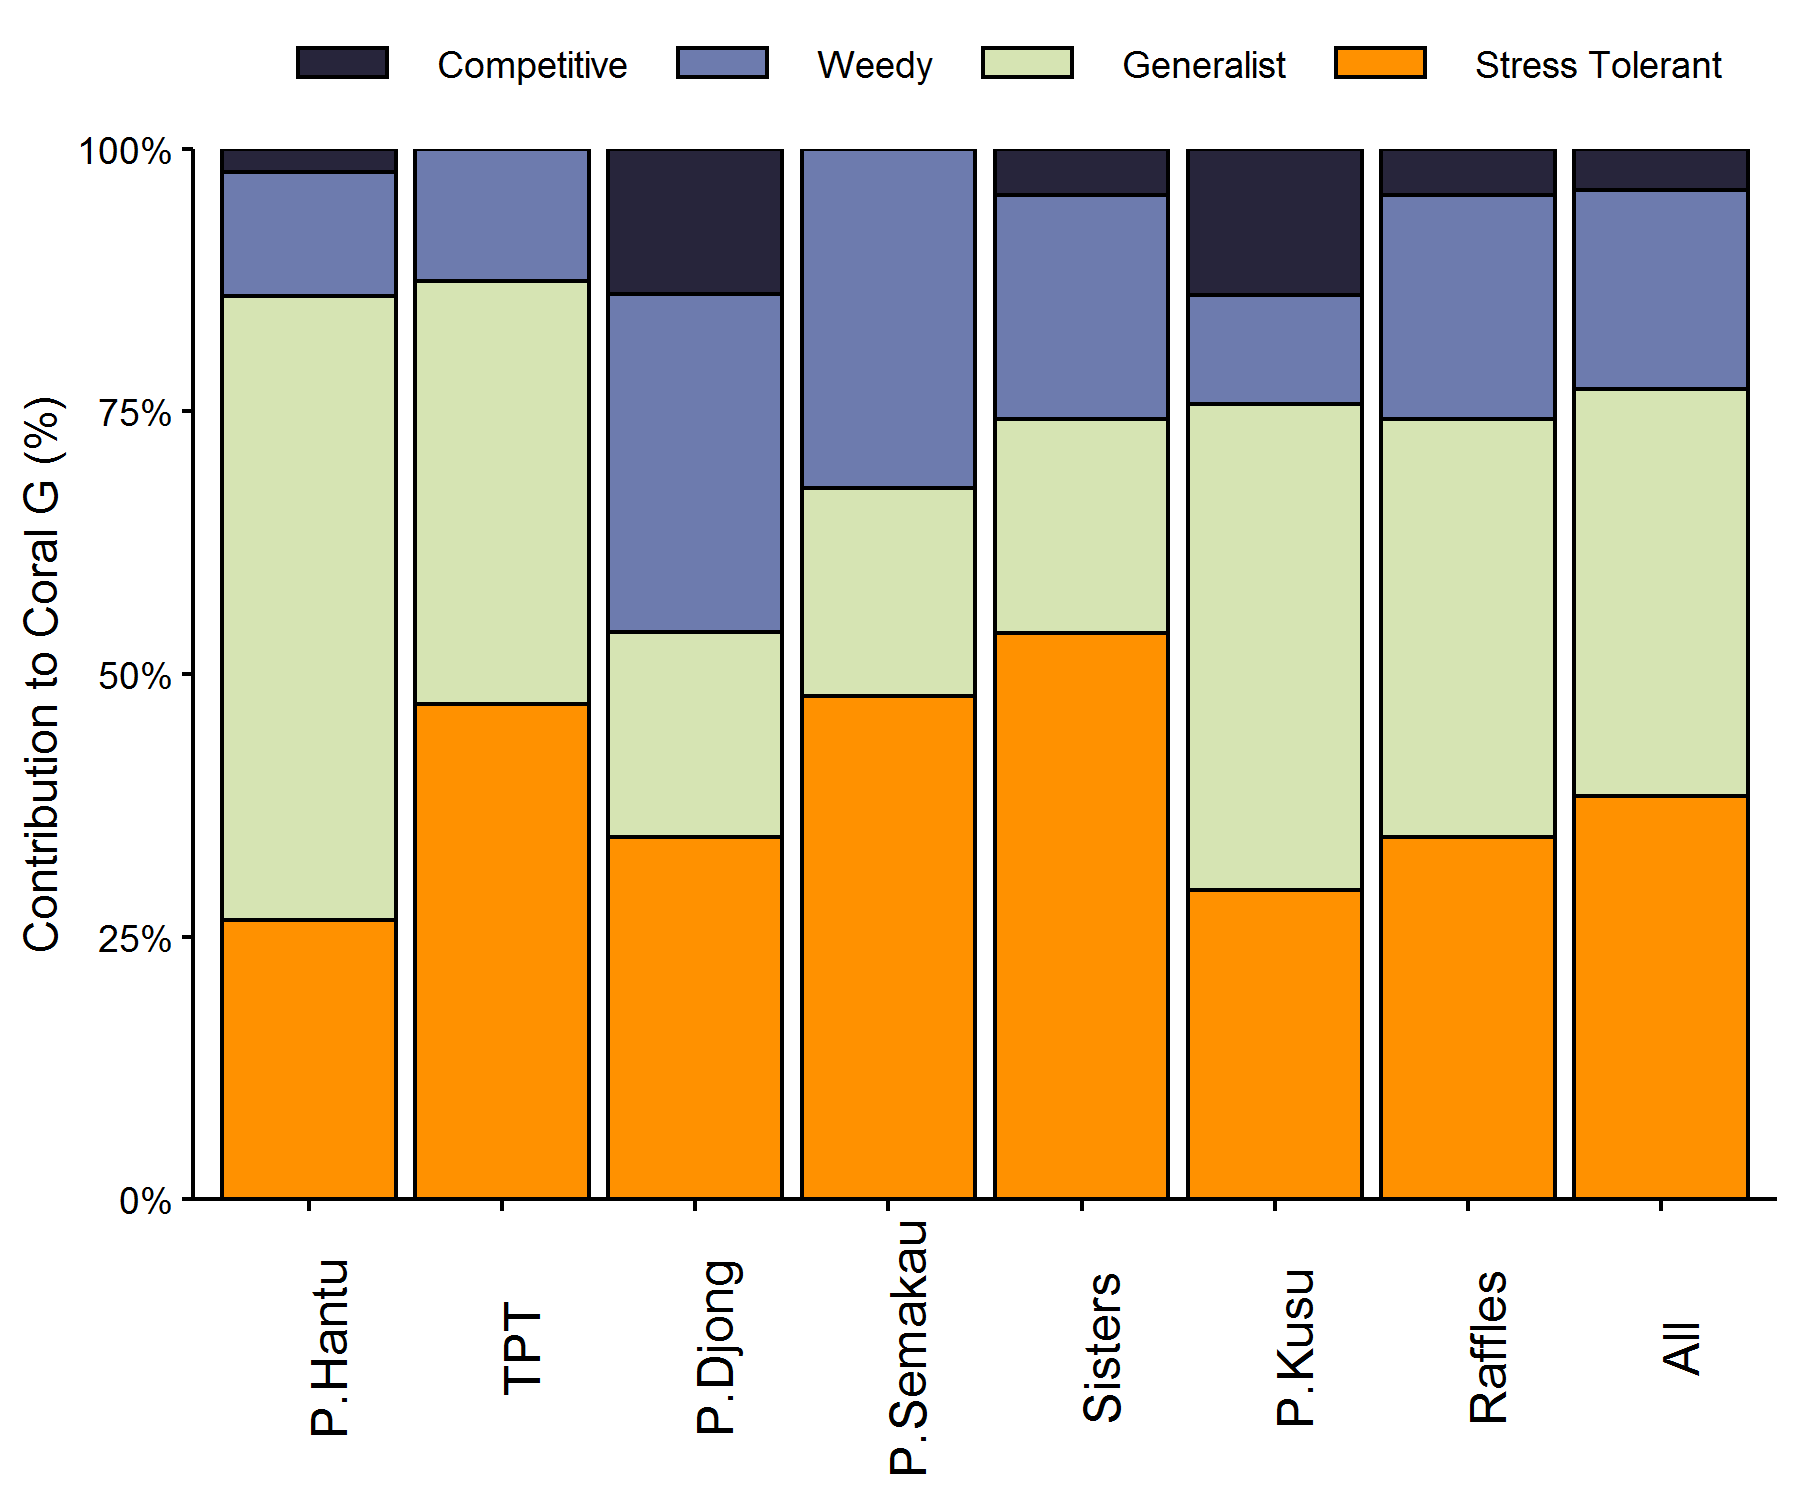 Competitive Weedy Generalist Stress Tolerant
100%
75%
50%
25%
0%
Contribution to Coral G (%)
P.Hantu
TPT
P.Djong
P.Semakau
Sisters
P.Kusu
Raffles
All